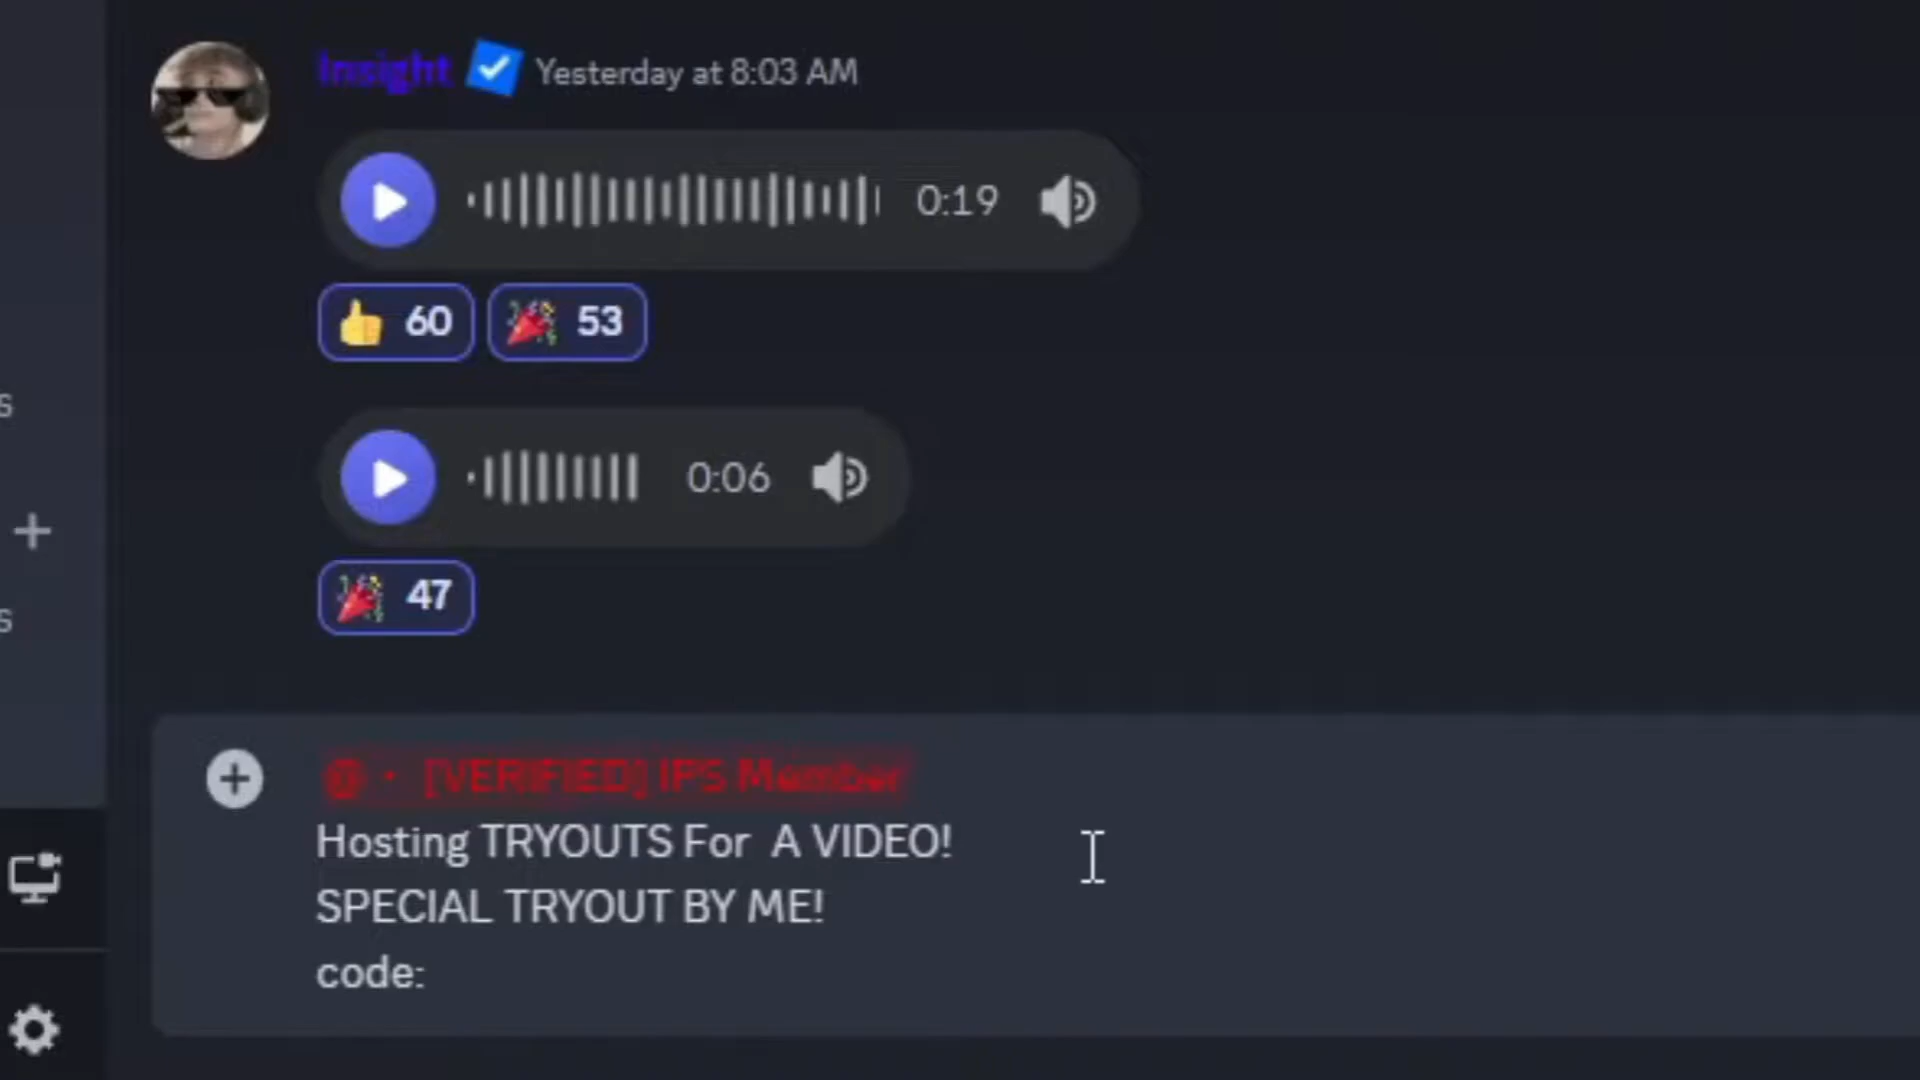 Insight Yesterday at 8:03 AM
0:19
60 53
0:06
47
s
s
@・[VERIFIED] IPS Member
Hosting TRYOUTS For  A VIDEO!
SPECIAL TRYOUT BY ME!
code: